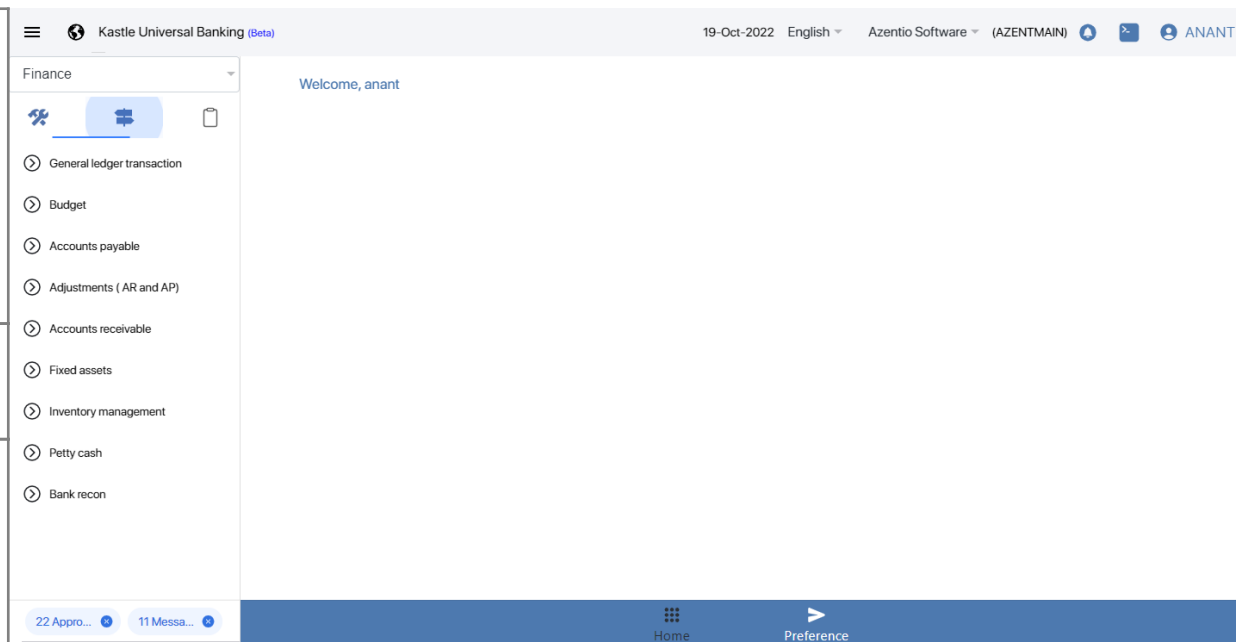 Kastle Universal Banking (Beta) 19-Oct-2022 English Azentio Software (AZENTMAIN) ANANT
Finance
Welcome, anant
General ledger transaction
Budget
Accounts payable
Adjustments ( AR and AP)
Accounts receivable
Fixed assets
Inventory management
Petty cash
Bank recon
22 Appro... 11 Messa...
Home Preference